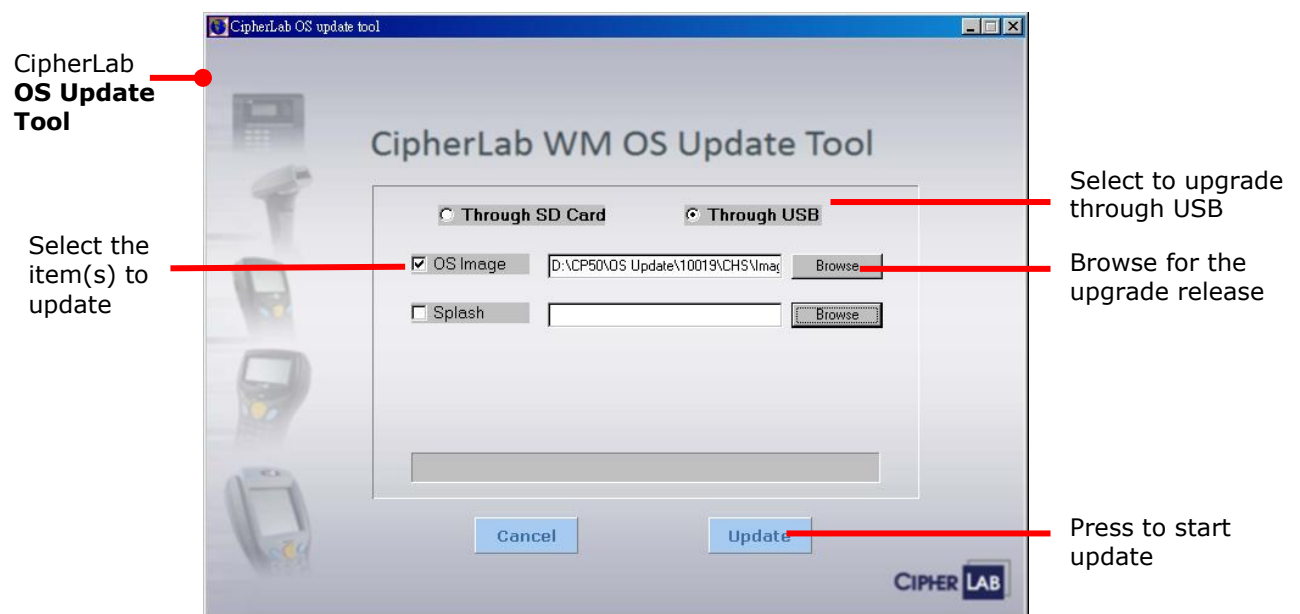 CipherLab OS update tool
CipherLab
OS Update
Tool
CipherLab WM OS Update Tool
Through SD Card
Through USB
Select to upgrade
through USB
Select the
item(s) to
update
OS Image
D:\CP50\OS Update\10019\CHS\Imag
Browse
Browse for the
upgrade release
Splash
Browse
Cancel
Update
Press to start
update
CIPHER LAB